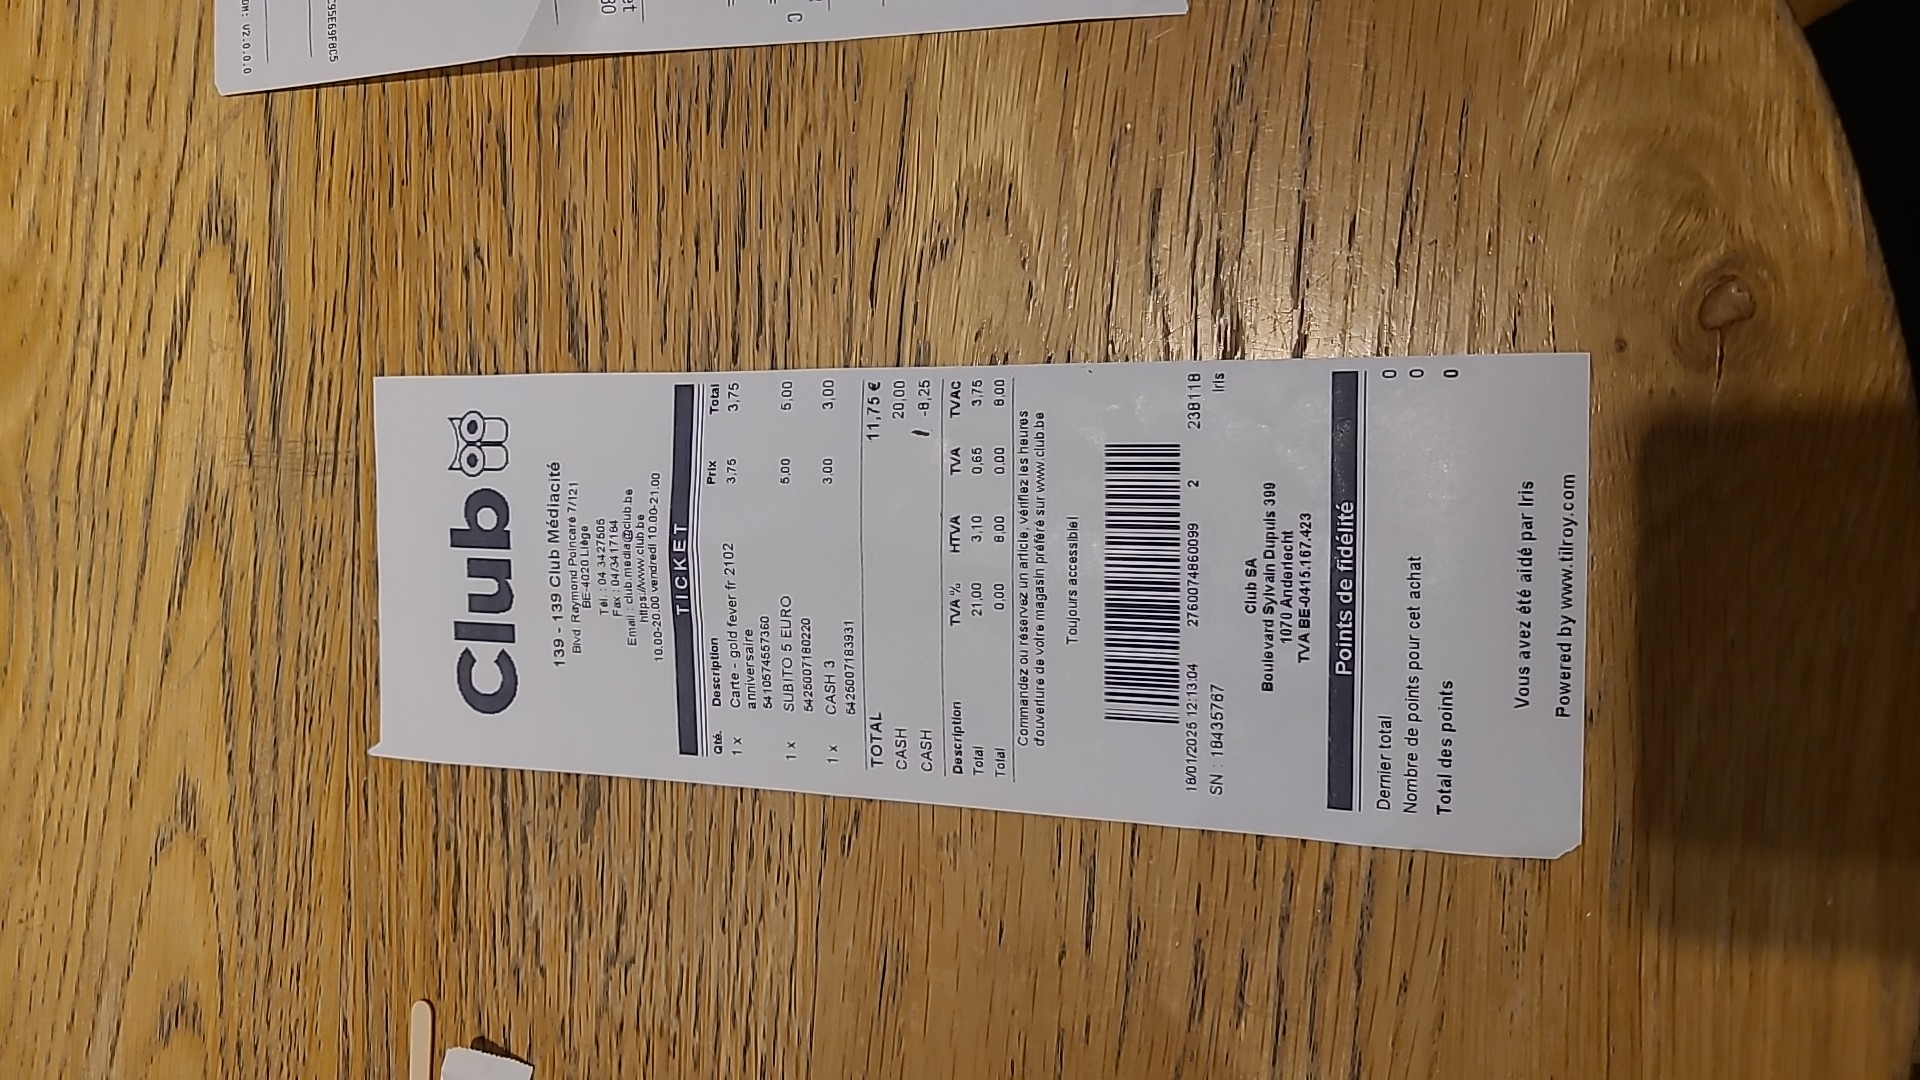 Club
139 - 139 Club Médiacité
Blvd Raymond Poincaré 7/121
BE-4020 Liège
Tél. : 04 3427505
Fax : 04/3417164
Email : club.media@club.be
https://www.club.be
10.00-20.00 vendredi 10.00-21.00
TICKET
Qté. Description Prix Total
1 x Carte - gold fever fr 2102 3,75 3,75
anniversaire
5410574557360
1 x SUBITO 5 EURO 5,00 5,00
5425007180220
1 x CASH 3 3,00 3,00
5425007183931
TOTAL 11,75 €
CASH 20,00
CASH -8,25
Description TVA % HTVA TVA TVAC
Total 21,00 3,10 0,65 3,75
Total 0,00 8,00 0,00 8,00
Commandez ou réservez un article, vérifiez les heures
d'ouverture de votre magasin préféré sur www.club.be
Toujours accessible!
12:13:04 2760074860099 2 238118
SN : 18435767 Iris
Club SA
Boulevard Sylvain Dupuis 399
1070 Anderlecht
TVA BE-0415.167.423
Points de fidélité
Dernier total 0
Nombre de points pour cet achat 0
Total des points 0
Vous avez été aidé par Iris
Powered by www.tilroy.com